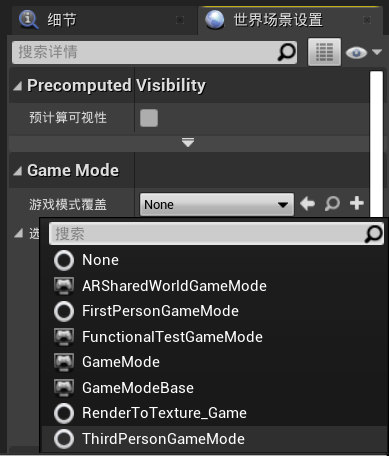 细节
世界场景设置
搜索详情
Precomputed Visibility
预计算可视性
Game Mode
游戏模式覆盖
None
选
搜索
None
ARSharedWorldGameMode
FirstPersonGameMode
FunctionalTestGameMode
GameMode
GameModeBase
RenderToTexture_Game
ThirdPersonGameMode